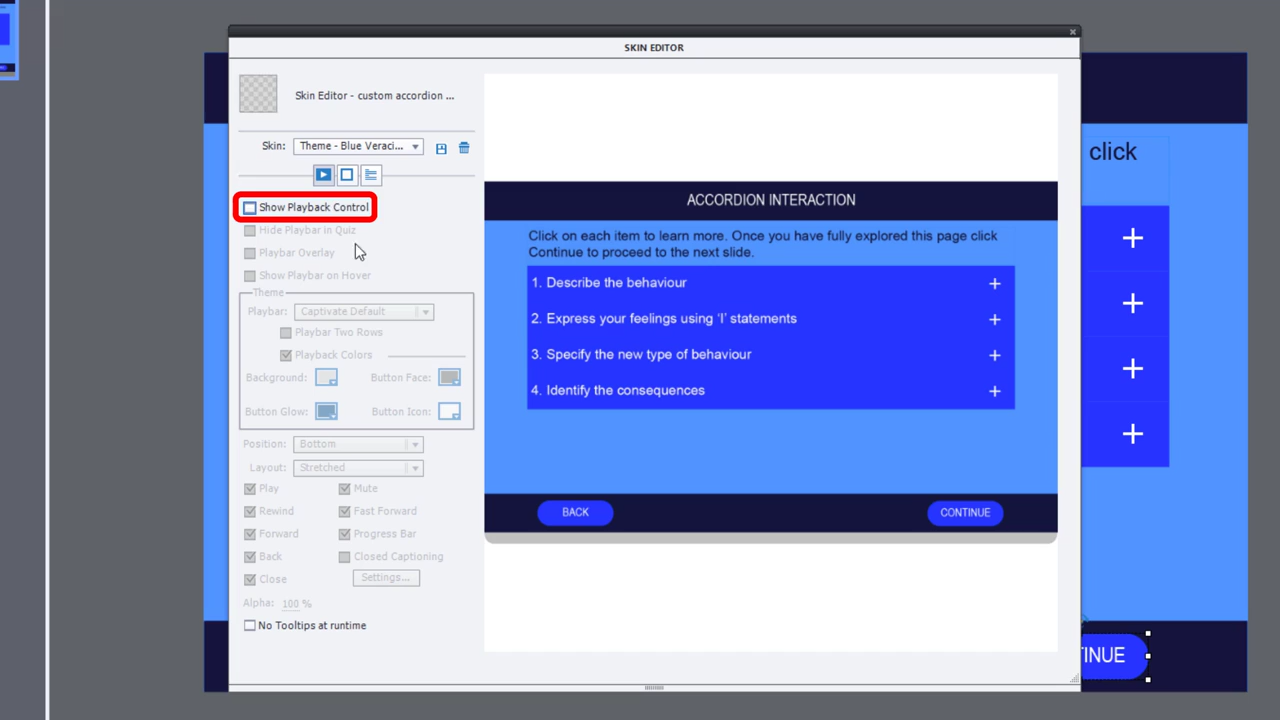 SKIN EDITOR
Skin Editor - custom accordion ...
Skin: Theme - Blue Veraci...
Show Playback Control
Hide Playbar in Quiz
Playbar Overlay
Show Playbar on Hover
Theme
Playbar: Captivate Default
Playbar Two Rows
Playback Colors
Background: Button Face:
Button Glow: Button Icon:
Position: Bottom
Layout: Stretched
Play Mute
Rewind Fast Forward
Forward Progress Bar
Back Closed Captioning
Close Settings...
Alpha: 100 %
No Tooltips at runtime
ACCORDION INTERACTION
Click on each item to learn more. Once you have fully explored this page click
Continue to proceed to the next slide.
1. Describe the behaviour +
2. Express your feelings using ‘I’ statements +
3. Specify the new type of behaviour +
4. Identify the consequences +
BACK CONTINUE
click
+
+
+
+
TINUE